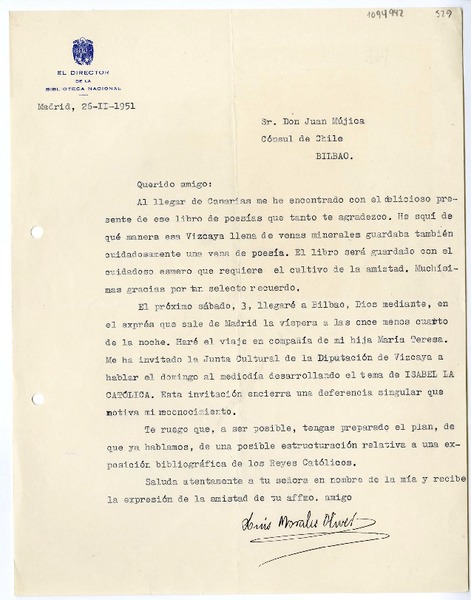 1094942
529
EL DIRECTOR
DE LA
BIBLIOTECA NACIONAL
Madrid, 26-II-1951
Sr. Don Juan Mújica
Cónsul de Chile
BILBAO.
Querido amigo:
Al llegar de Canarias me he encontrado con el delicioso pre-
sente de ese libro de poesías que tanto te agradezco. He aquí de
qué manera esa Vizcaya llena de venas minerales guardaba también
cuidadosamente una vena de poesía. El libro será guardado con el
cuidadoso esmero que requiere el cultivo de la amistad. Muchísi-
mas gracias por tan selecto recuerdo.
El próximo sábado, 3, llegaré a Bilbao, Dios mediante, en
el exprés que sale de Madrid la víspera a las once menos cuarto
de la noche. Haré el viaje en compañía de mi hija María Teresa.
Me ha invitado la Junta Cultural de la Diputación de Vizcaya a
hablar el domingo al mediodía desarrollando el tema de ISABEL LA
CATÓLICA. Esta invitación encierra una deferencia singular que
motiva mi reconocimiento.
Te ruego que, a ser posible, tengas preparado el plan, de
que ya hablamos, de una posible estructuración relativa a una ex-
posición bibliográfica de los Reyes Católicos.
Saluda atentamente a tu señora en nombre de la mía y recibe
la expresión de la amistad de tu affmo. amigo
Luis Morales Oliver